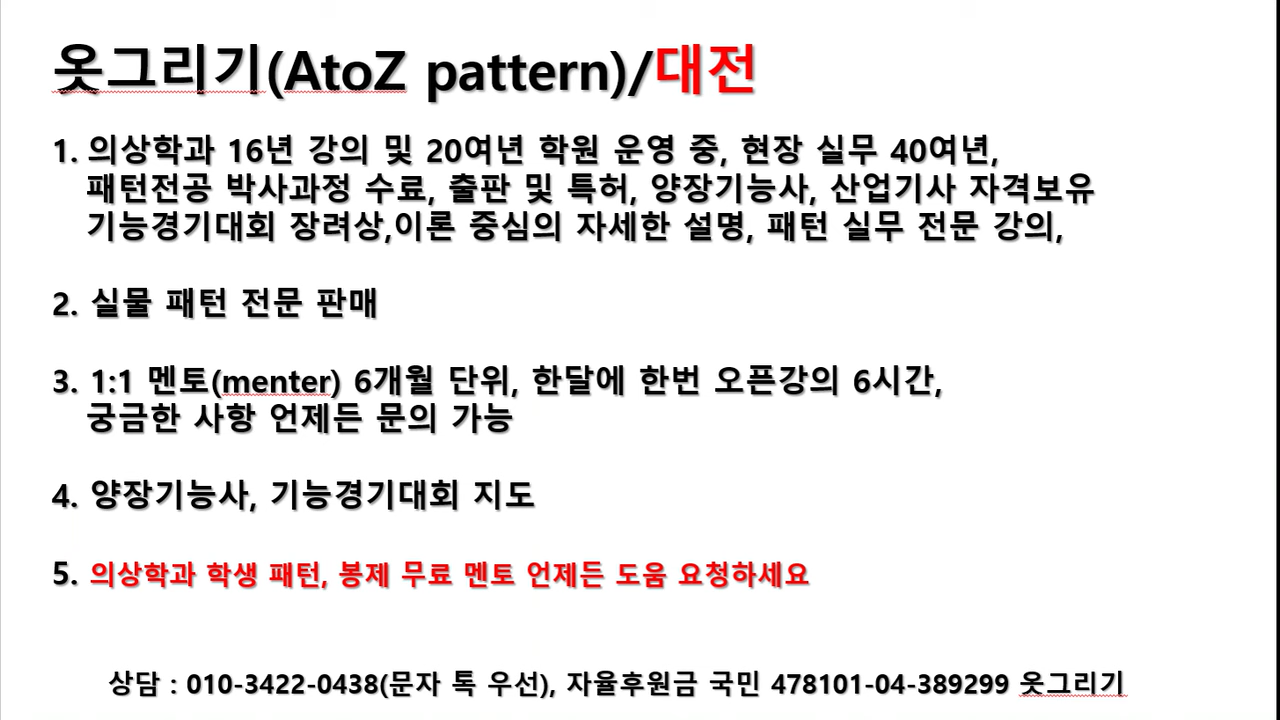 옷그리기(AtoZ pattern)/대전
1. 의상학과 16년 강의 및 20여년 학원 운영 중, 현장 실무 40여년,
패턴전공 박사과정 수료, 출판 및 특허, 양장기능사, 산업기사 자격보유
기능경기대회 장려상,이론 중심의 자세한 설명, 패턴 실무 전문 강의,
2. 실물 패턴 전문 판매
3. 1:1 멘토(menter) 6개월 단위, 한달에 한번 오픈강의 6시간,
궁금한 사항 언제든 문의 가능
4. 양장기능사, 기능경기대회 지도
5. 의상학과 학생 패턴, 봉제 무료 멘토 언제든 도움 요청하세요
상담 : 010-3422-0438(문자 톡 우선), 자율후원금 국민 478101-04-389299 옷그리기